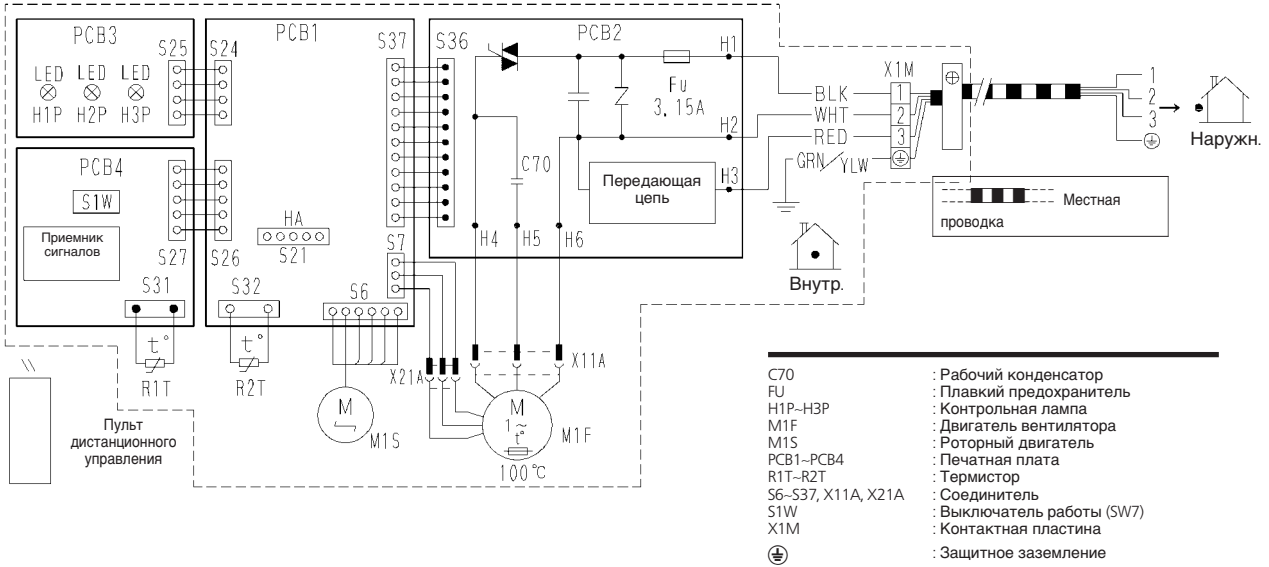 PCB3
S25
S24
PCB1
S37
S36
PCB2
H1
LED LED LED
H1P H2P H3P
Fu
3,15A
X1M
BLK
1
WHT
2
RED
3
GRN/YLW
H2
H3
1
2
3
Наружн.
PCB4
S1W
Приемник
сигналов
S27
S26
HA
S21
S7
C70
Передающая
цепь
H4
H5
H6
Внутр.
Местная
проводка
S31
S32
S6
t°
t°
R1T
R2T
X21A
X11A
M
M1S
M
1~
t°
M1F
100°C
Пульт
дистанционного
управления
C70 : Рабочий конденсатор
FU : Плавкий предохранитель
H1P~H3P : Контрольная лампа
M1F : Двигатель вентилятора
M1S : Роторный двигатель
PCB1~PCB4 : Печатная плата
R1T~R2T : Термистор
S6~S37, X11A, X21A : Соединитель
S1W : Выключатель работы (SW7)
X1M : Контактная пластина
: Защитное заземление